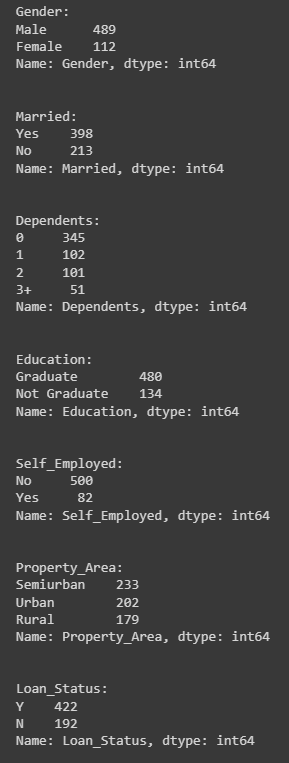 Gender:
Male      489
Female    112
Name: Gender, dtype: int64
Married:
Yes    398
No     213
Name: Married, dtype: int64
Dependents:
0     345
1     102
2     101
3+     51
Name: Dependents, dtype: int64
Education:
Graduate        480
Not Graduate    134
Name: Education, dtype: int64
Self_Employed:
No     500
Yes     82
Name: Self_Employed, dtype: int64
Property_Area:
Semiurban    233
Urban        202
Rural        179
Name: Property_Area, dtype: int64
Loan_Status:
Y    422
N    192
Name: Loan_Status, dtype: int64